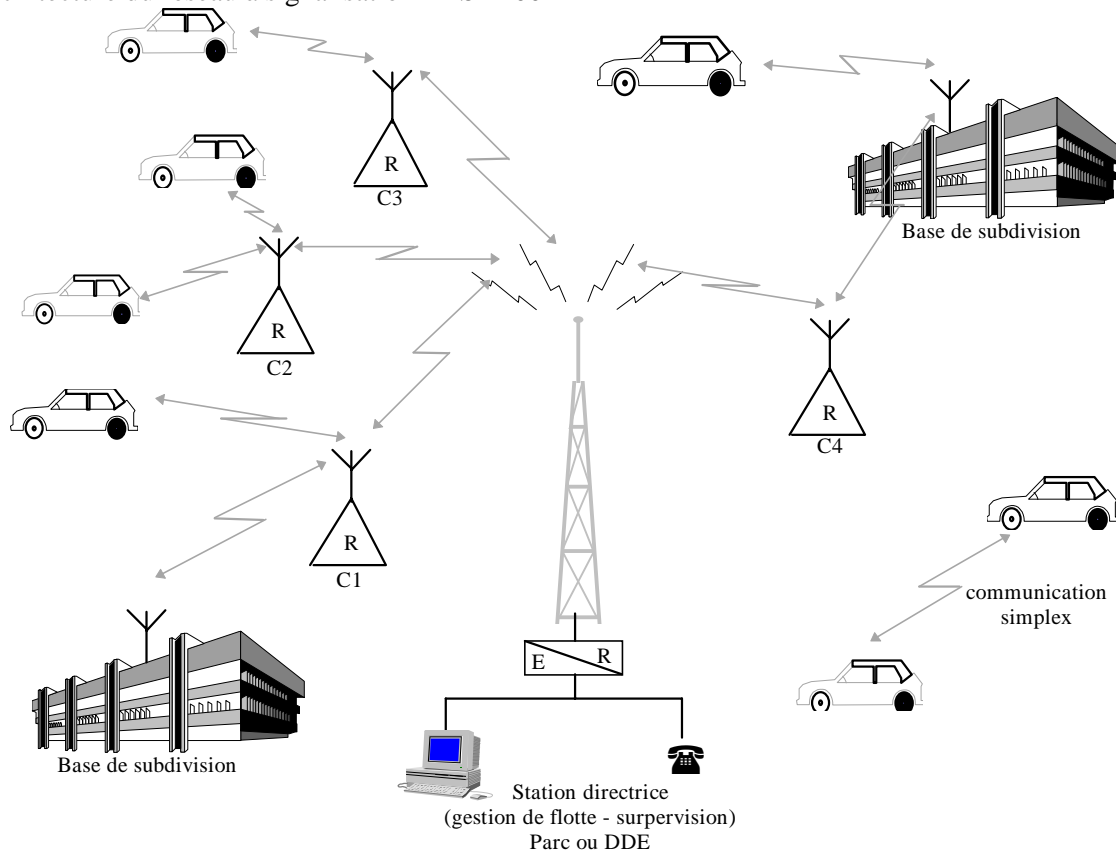 R
C3
Base de subdivision
R
C2
R
C4
R
C1
communication
simplex
E R
Base de subdivision
Station directrice
(gestion de flotte - surpervision)
Parc ou DDE